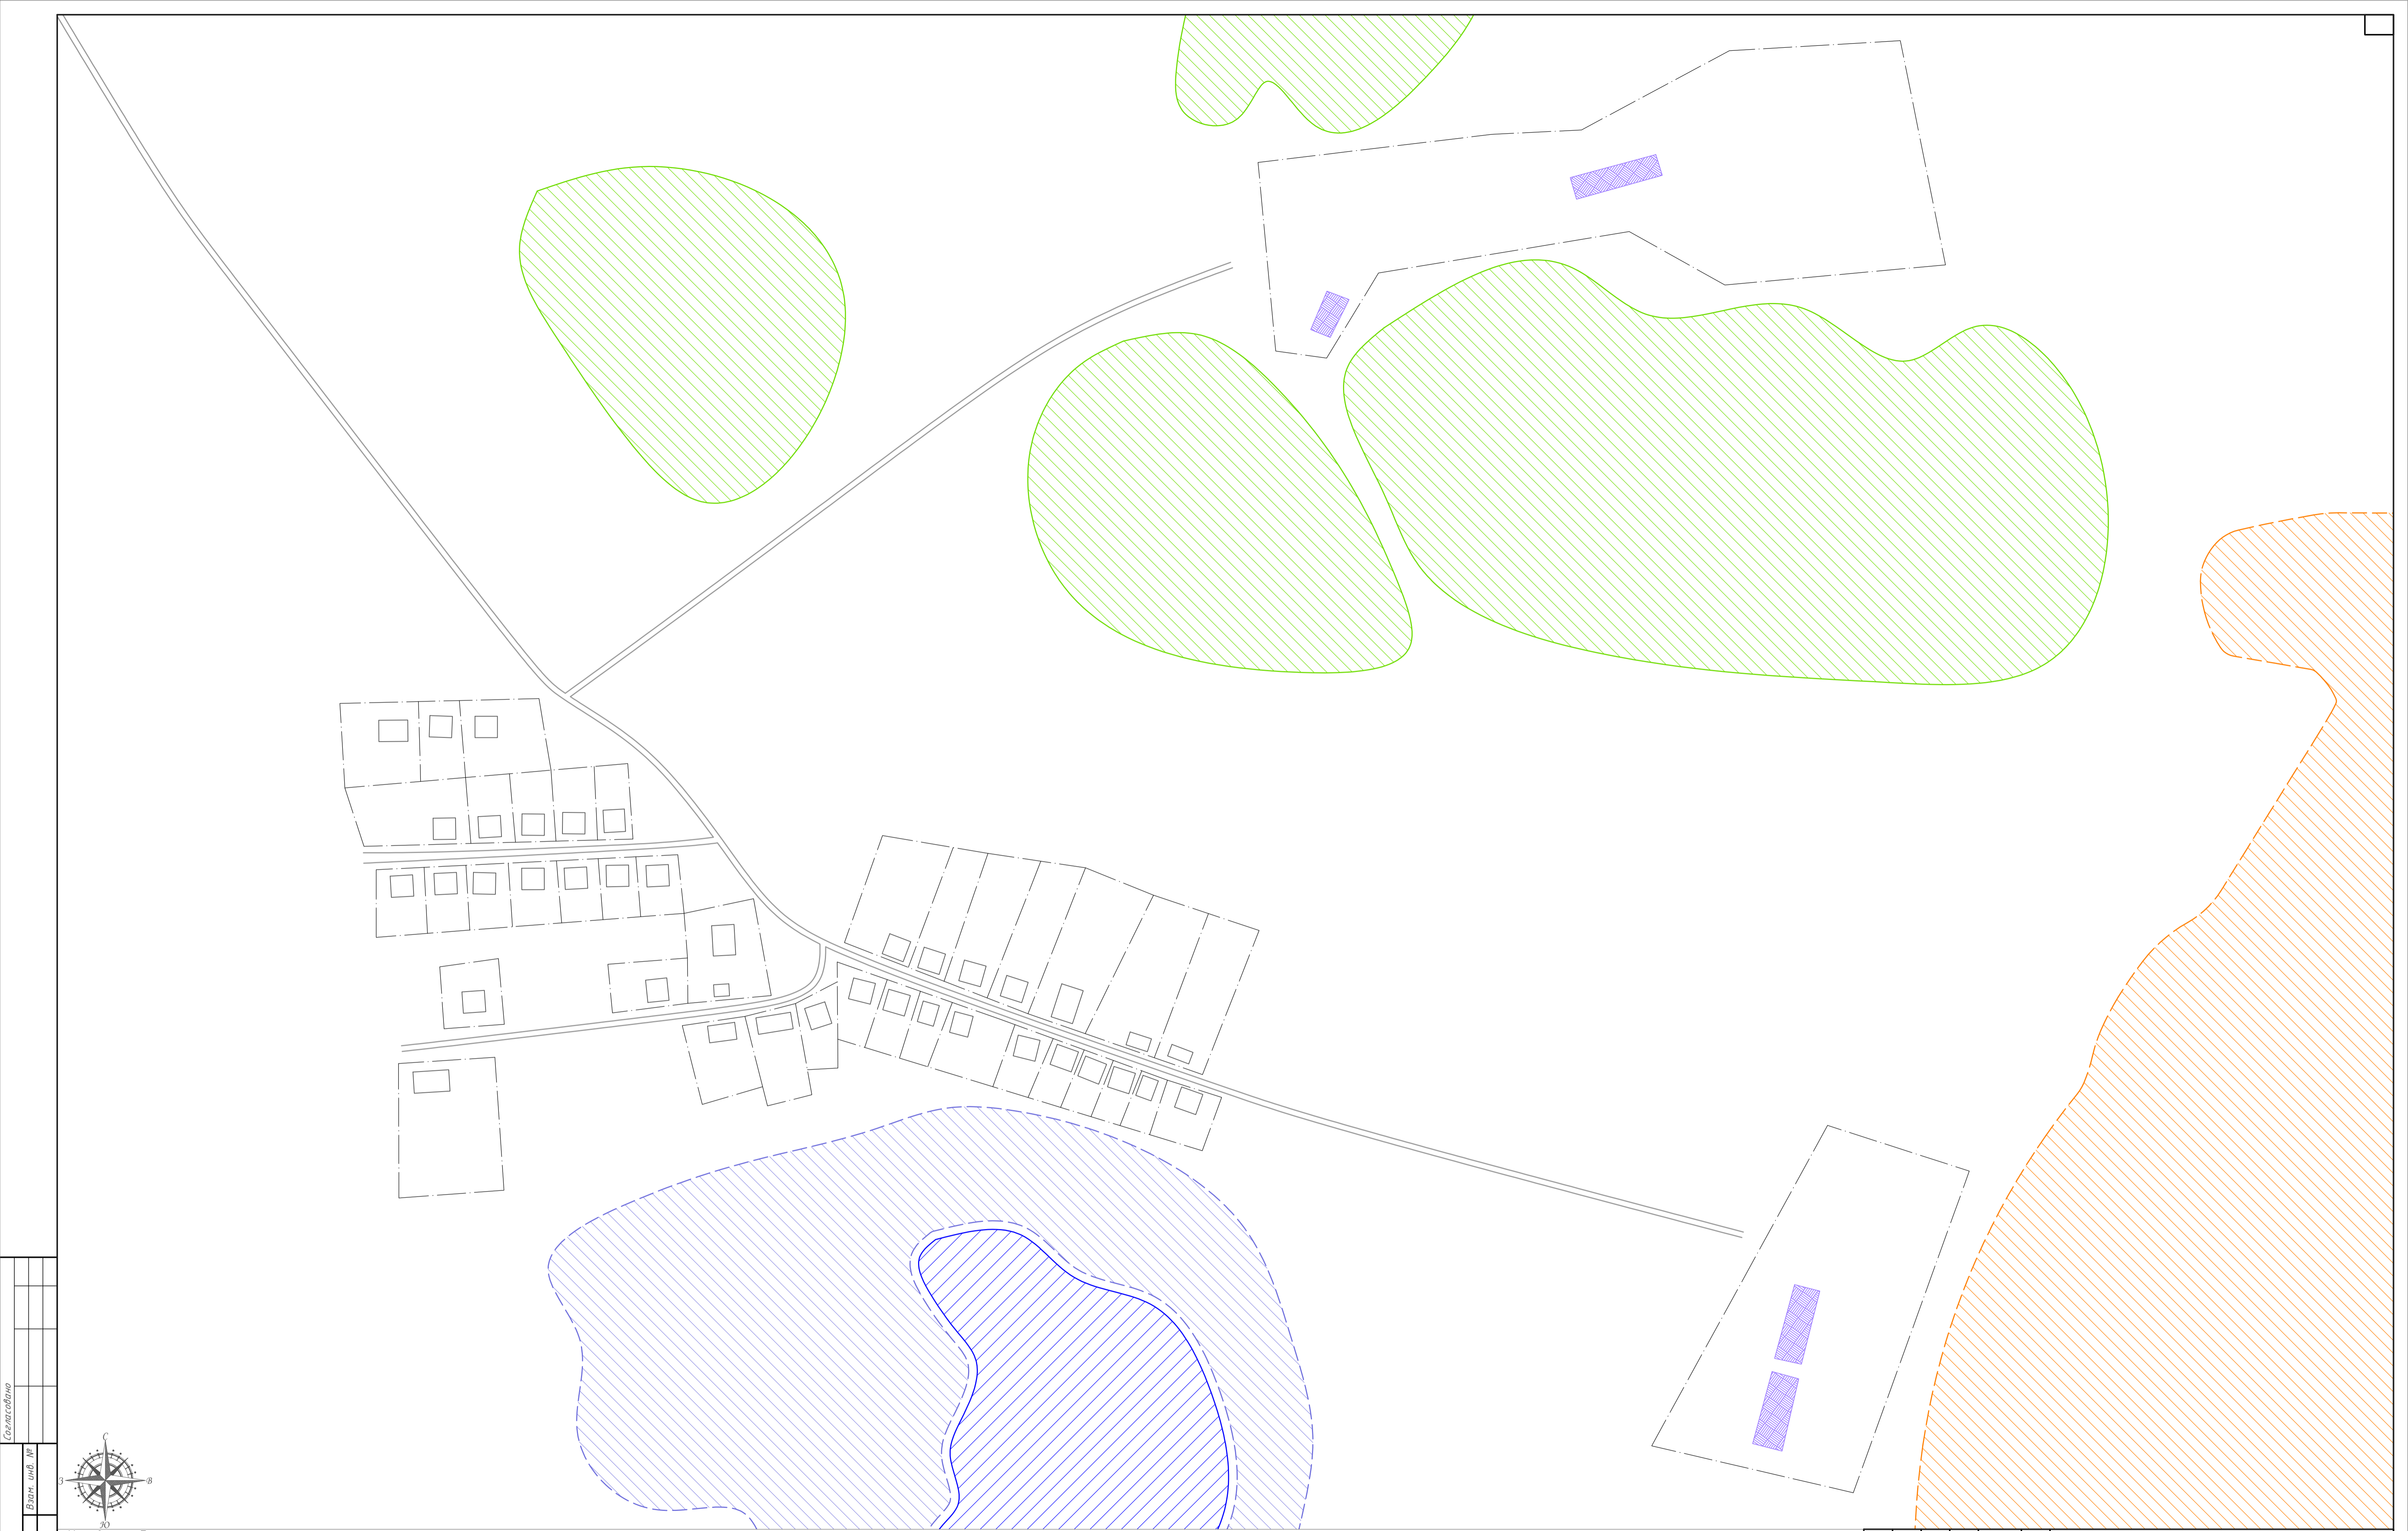 Согласовано
Взам. инв. №
С
З
В
Ю